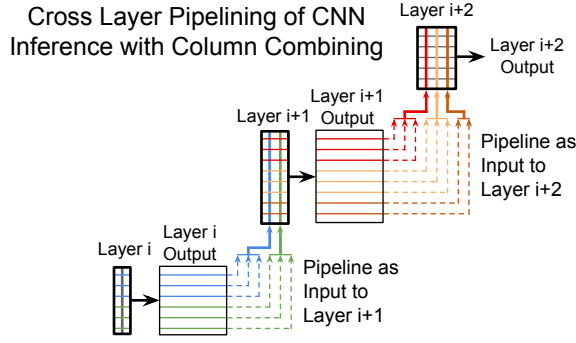 Cross Layer Pipelining of CNN
Inference with Column Combining
Layer i+2
Layer i+2
Output
Layer i+1
Layer i+1
Output
Pipeline as
Input to
Layer i+2
Layer i
Layer i
Output
Pipeline as
Input to
Layer i+1